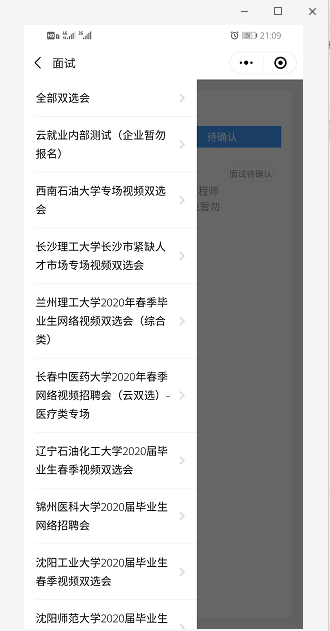 21:09
面试
全部双选会
云就业内部测试（企业暂勿
报名）
西南石油大学专场视频双选
会
长沙理工大学长沙市紧缺人
才市场专场视频双选会
兰州理工大学2020年春季毕
业生网络视频双选会（综合
类）
长春中医药大学2020年春季
网络视频招聘会（云双选）-
医疗类专场
辽宁石油化工大学2020届毕
业生春季视频双选会
锦州医科大学2020届毕业生
网络招聘会
沈阳工业大学2020届毕业生
春季视频双选会
沈阳师范大学2020届毕业生
待确认
面试待确认
程师
暂勿